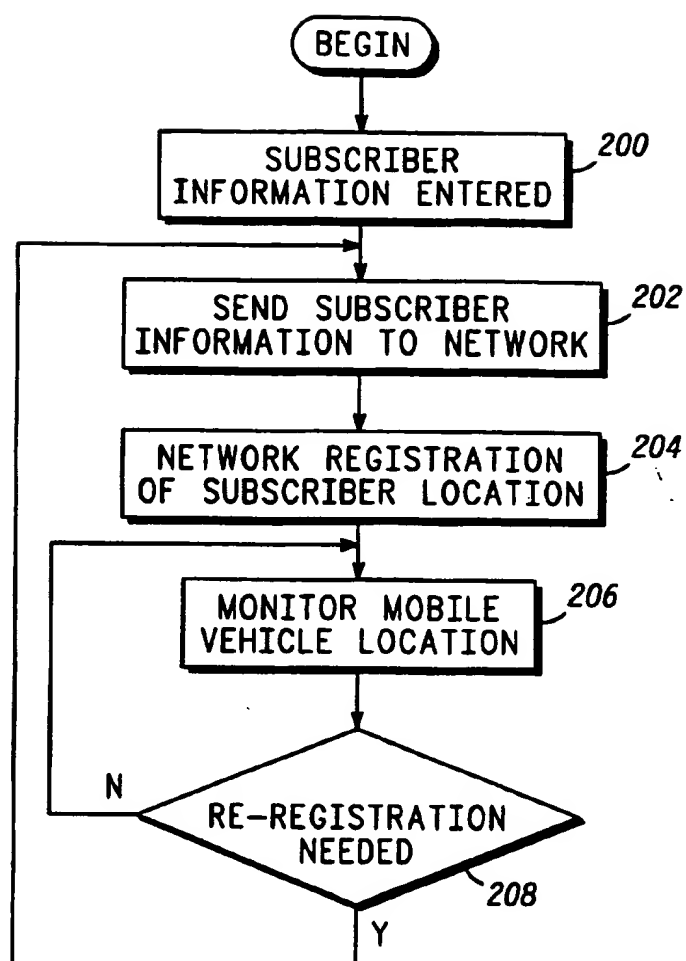 BEGIN
SUBSCRIBER
INFORMATION ENTERED
200
SEND SUBSCRIBER
INFORMATION TO NETWORK
202
NETWORK REGISTRATION
OF SUBSCRIBER LOCATION
204
MONITOR MOBILE
VEHICLE LOCATION
206
N
RE-REGISTRATION
NEEDED
208
Y